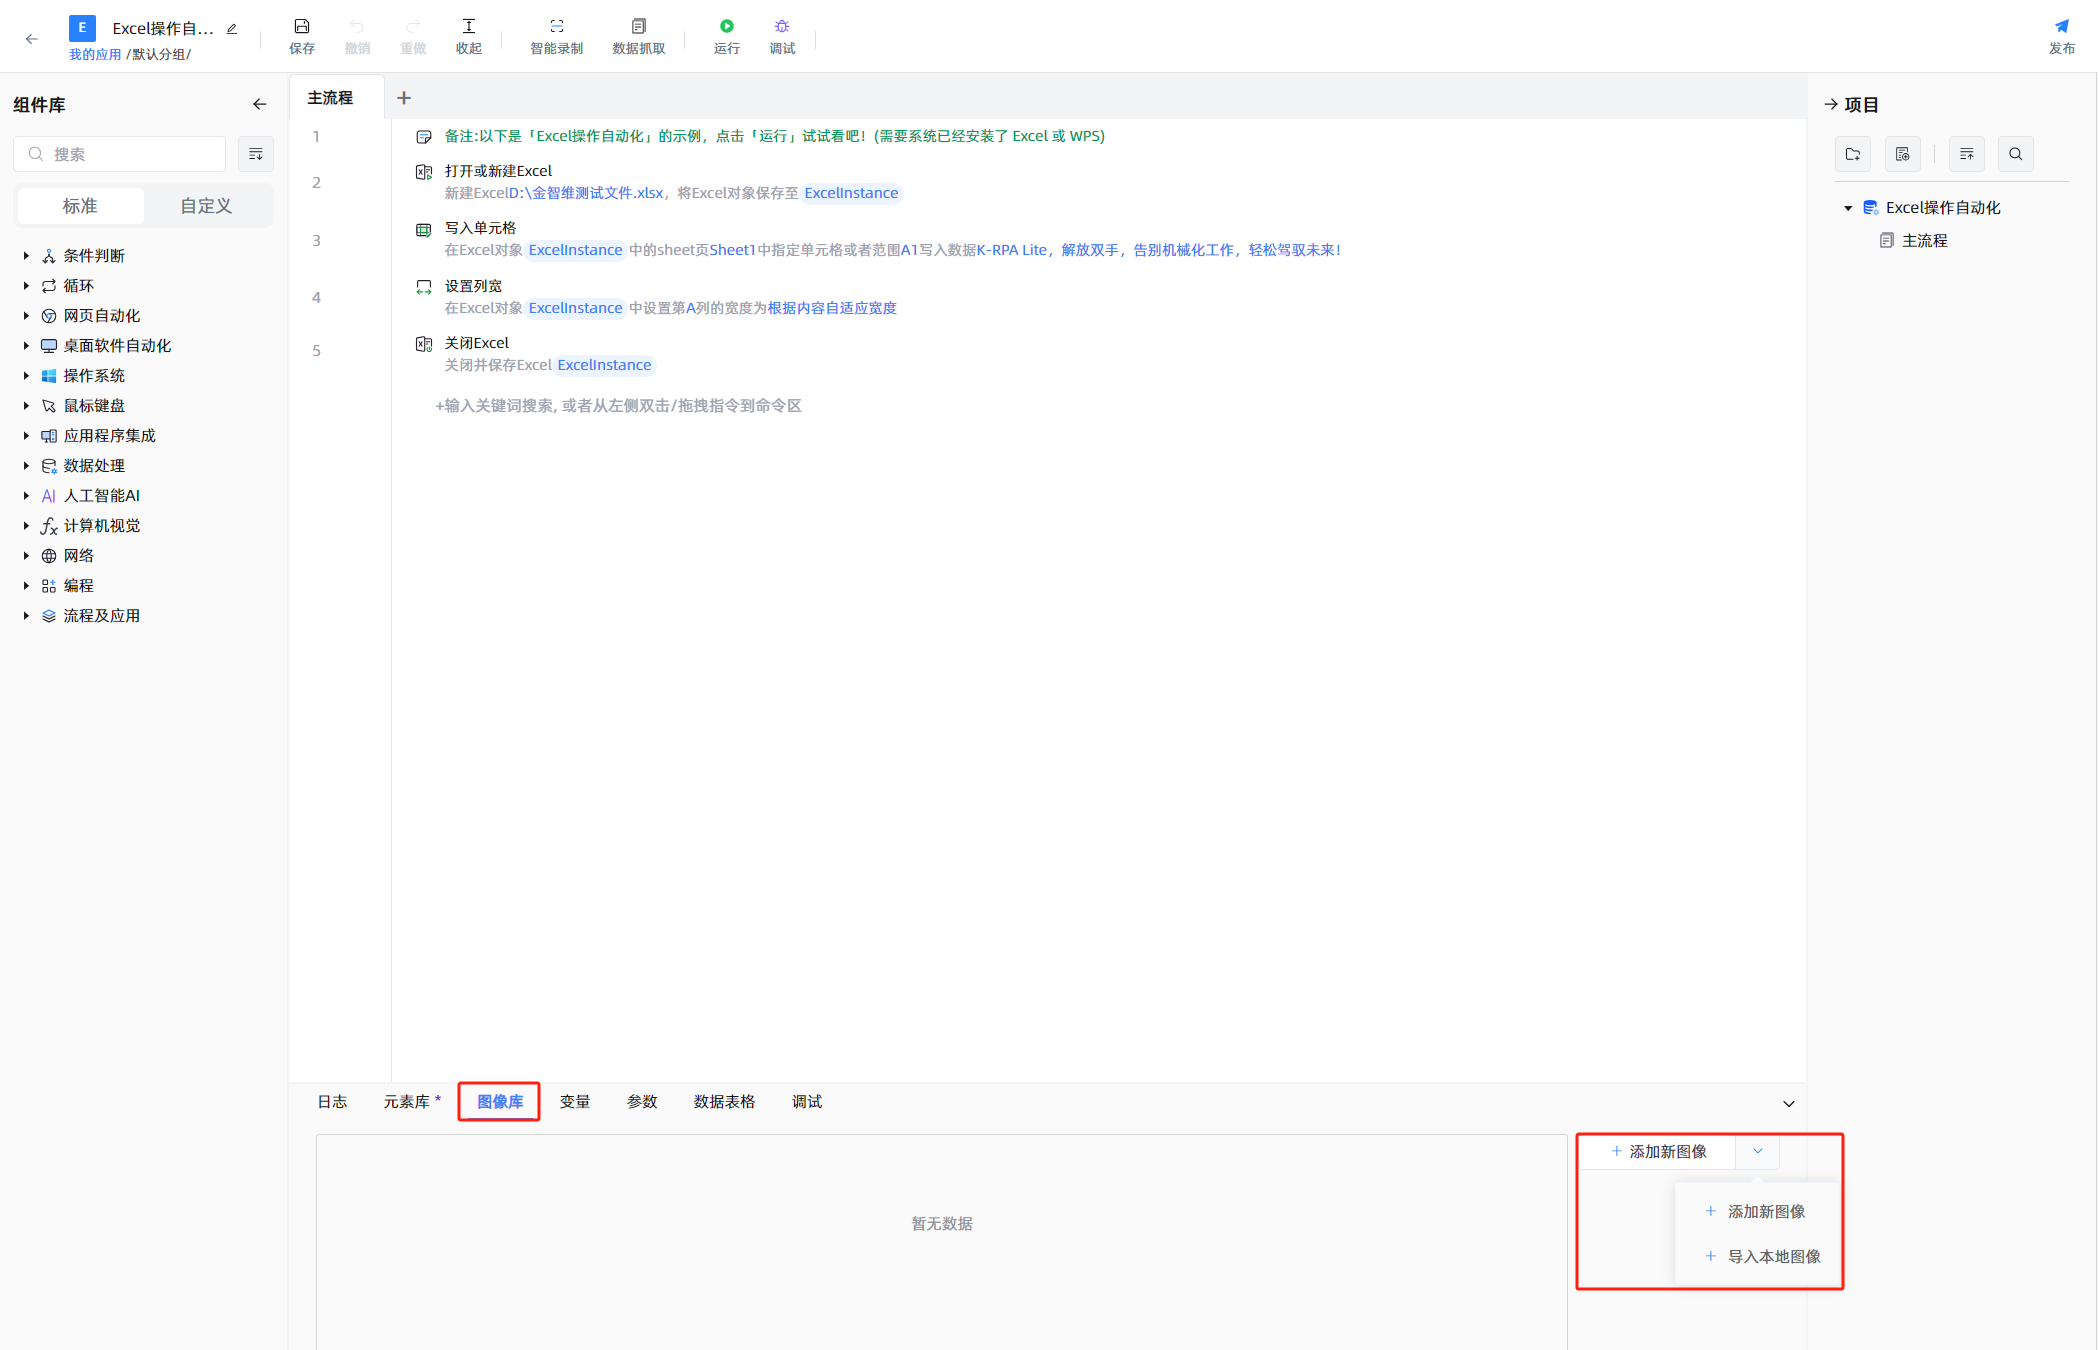 E Excel操作自...
我的应用 /默认分组/
保存
撤销
重做
收起
智能录制
数据抓取
运行
调试
发布
组件库
搜索
标准
自定义
条件判断
循环
网页自动化
桌面软件自动化
操作系统
鼠标键盘
应用程序集成
数据处理
AI 人工智能AI
fx 计算机视觉
网络
编程
流程及应用
主流程 +
1 备注:以下是「Excel操作自动化」的示例，点击「运行」试试看吧！(需要系统已经安装了 Excel 或 WPS)
2 打开或新建Excel
新建ExcelD:\金智维测试文件.xlsx，将Excel对象保存至 ExcelInstance
3 写入单元格
在Excel对象 ExcelInstance 中的sheet页Sheet1中指定单元格或者范围A1写入数据K-RPA Lite，解放双手，告别机械化工作，轻松驾驭未来！
4 设置列宽
在Excel对象 ExcelInstance 中设置第A列的宽度为根据内容自适应宽度
5 关闭Excel
关闭并保存Excel ExcelInstance
+输入关键词搜索, 或者从左侧双击/拖拽指令到命令区
日志
元素库 *
图像库
变量
参数
数据表格
调试
暂无数据
+ 添加新图像
+ 添加新图像
+ 导入本地图像
项目
Excel操作自动化
主流程